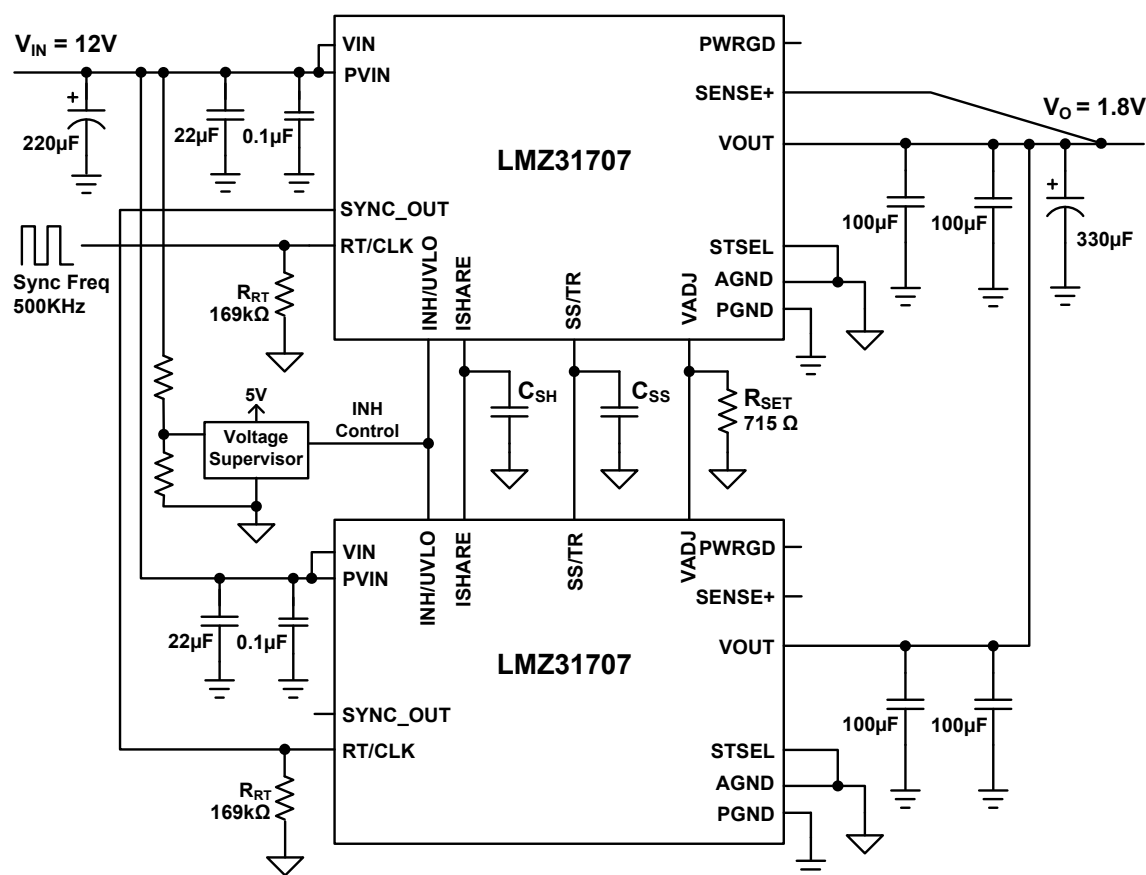 V_IN = 12V
220µF
22µF
0.1µF
VIN
PVIN
SYNC_OUT
RT/CLK
LMZ31707
PWRGD
SENSE+
VOUT
STSEL
AGND
PGND
INH/UVLO
ISHARE
SS/TR
VADJ
V_O = 1.8V
100µF
100µF
330µF
Sync Freq
500KHz
R_RT
169kΩ
5V
Voltage
Supervisor
INH
Control
C_SH
C_SS
R_SET
715 Ω
VIN
PVIN
22µF
0.1µF
INH/UVLO
ISHARE
SS/TR
VADJ
LMZ31707
SYNC_OUT
RT/CLK
R_RT
169kΩ
PWRGD
SENSE+
VOUT
STSEL
AGND
PGND
100µF
100µF